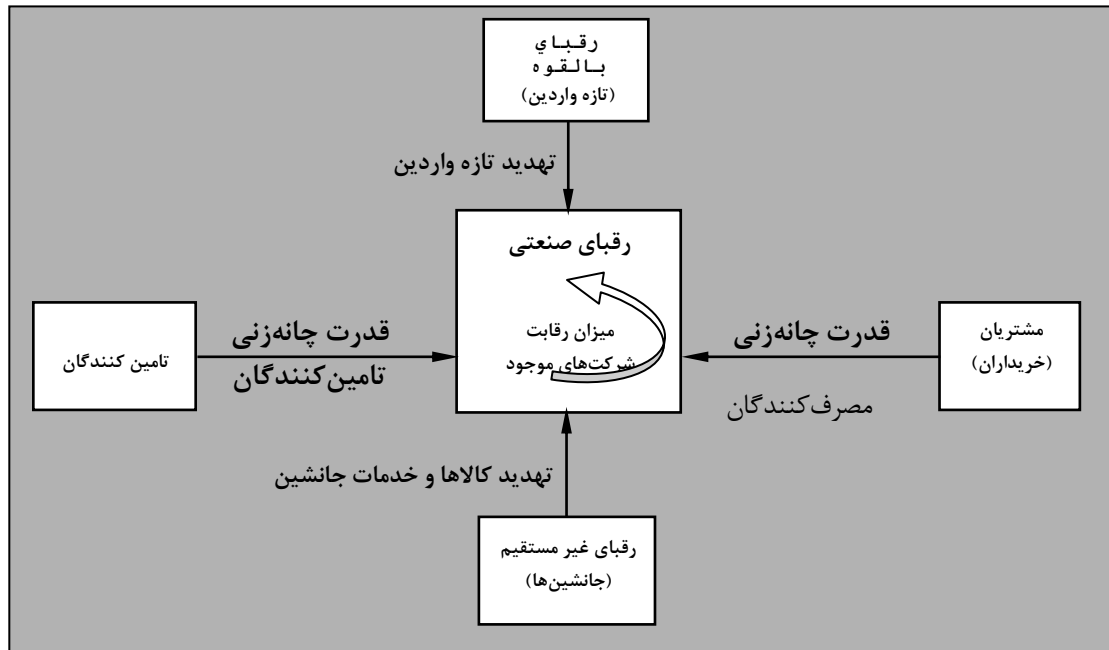 رقباي
بالقوه
(تازه واردین)
تهدید تازه واردین
رقبای صنعتی
میزان رقابت
شرکت‌های موجود
مشتریان
(خریداران)
قدرت چانه‌زنی
مصرف‌کنندگان
قدرت چانه‌زنی
تامین‌کنندگان
تامین کنندگان
تهدید کالاها و خدمات جانشین
رقبای غیر مستقیم
(جانشین‌ها)